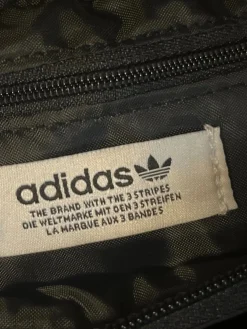 adidas
THE BRAND WITH THE 3 STRIPES
DIE WELTMARKE MIT DEN 3 STREIFEN
LA MARQUE AUX 3 BANDES